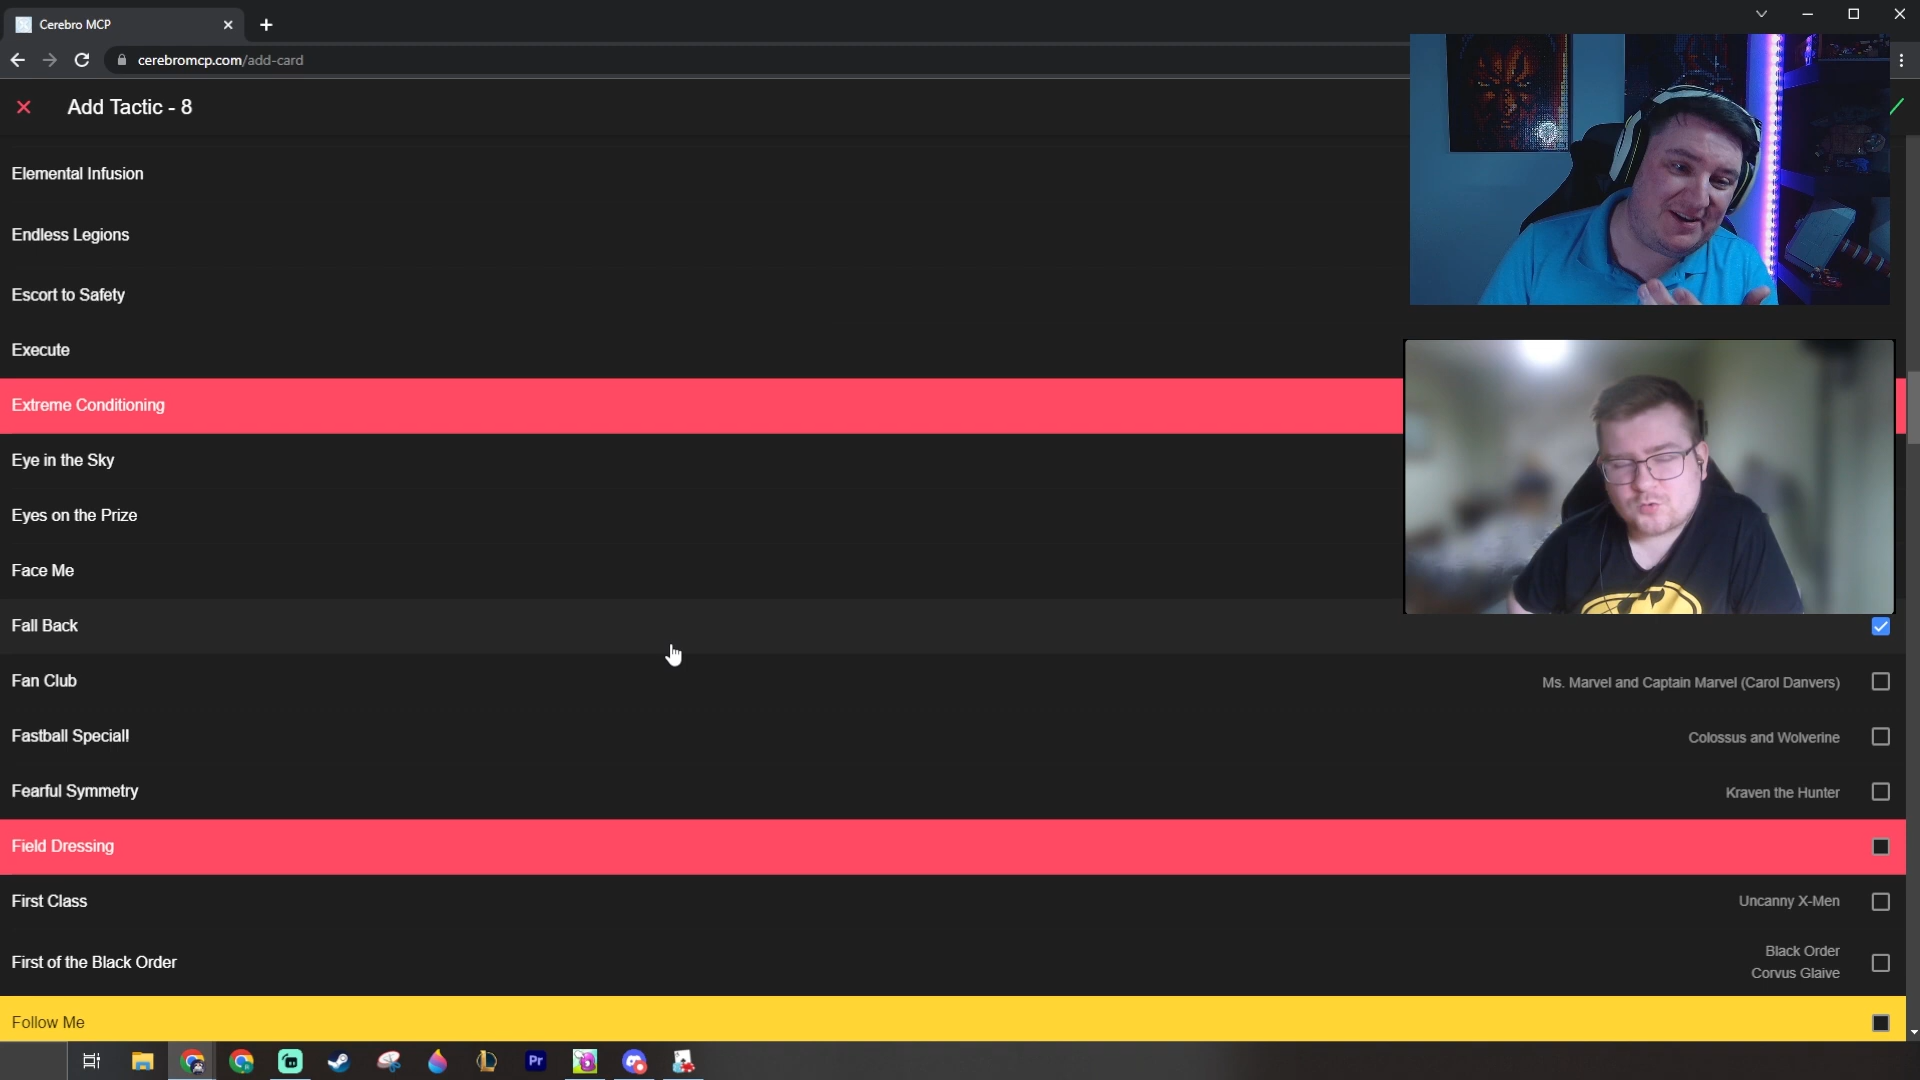 Cerebro MCP
cerebromcp.com/add-card
Add Tactic - 8
Elemental Infusion
Endless Legions
Escort to Safety
Execute
Extreme Conditioning
Eye in the Sky
Eyes on the Prize
Face Me
Fall Back
Fan Club
Ms. Marvel and Captain Marvel (Carol Danvers)
Fastball Special!
Colossus and Wolverine
Fearful Symmetry
Kraven the Hunter
Field Dressing
First Class
Uncanny X-Men
First of the Black Order
Black Order
Corvus Glaive
Follow Me
Pr